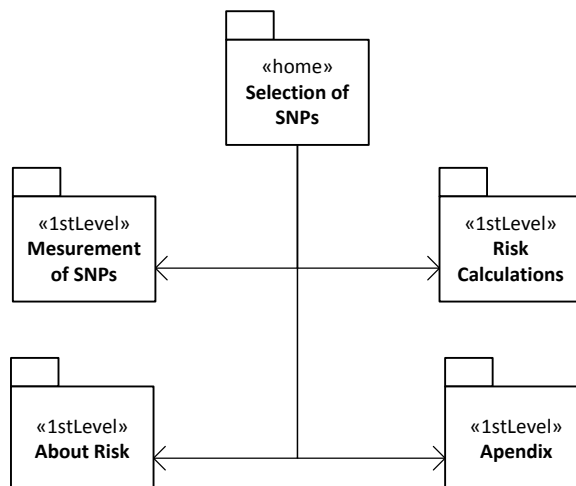 «home»
Selection of
SNPs
«1stLevel»
Mesurement
of SNPs
«1stLevel»
Risk
Calculations
«1stLevel»
About Risk
«1stLevel»
Apendix